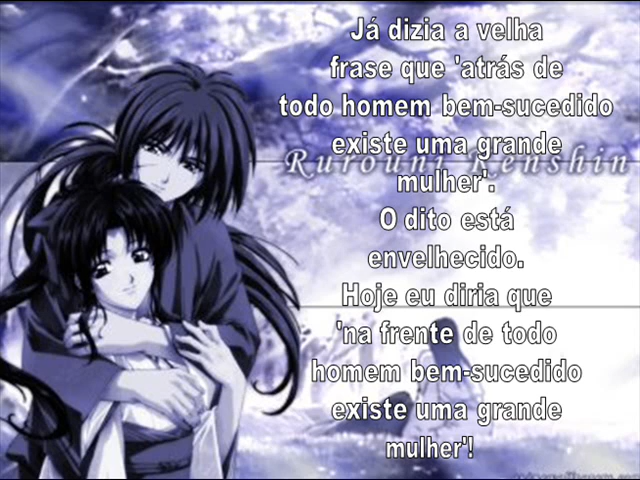 Já dizia a velha
frase que 'atrás de
todo homem bem-sucedido
existe uma grande
Rurouni Kenshin
mulher'.
O dito está
envelhecido.
Hoje eu diria que
'na frente de todo
homem bem-sucedido
existe uma grande
mulher'!